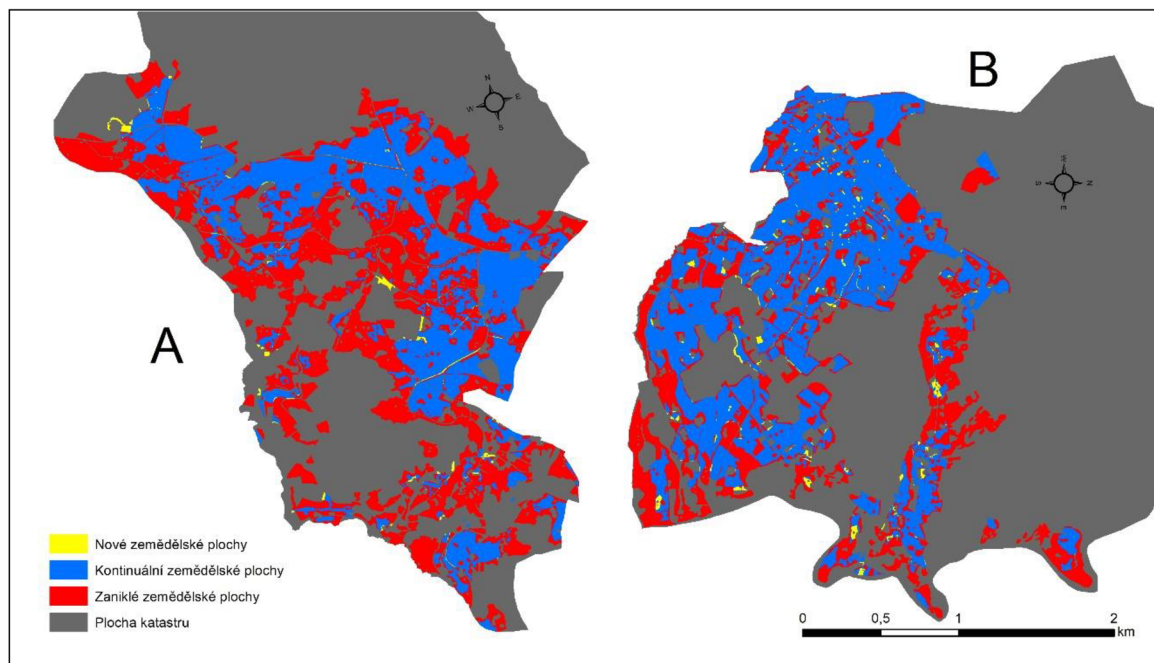 A
B
N
E
S
W
N
E
S
Nové zemědělské plochy
Kontinuální zemědělské plochy
Zaniklé zemědělské plochy
Plocha katastru
0 0,5 1 2
km